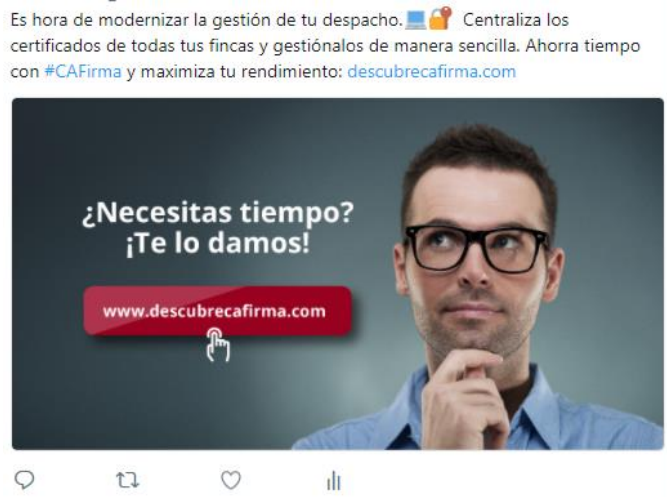 Es hora de modernizar la gestión de tu despacho.💻🔐 Centraliza los
certificados de todas tus fincas y gestiónalos de manera sencilla. Ahorra tiempo
con #CAFirma y maximiza tu rendimiento: descubrecafirma.com
¿Necesitas tiempo?
¡Te lo damos!
www.descubrecafirma.com